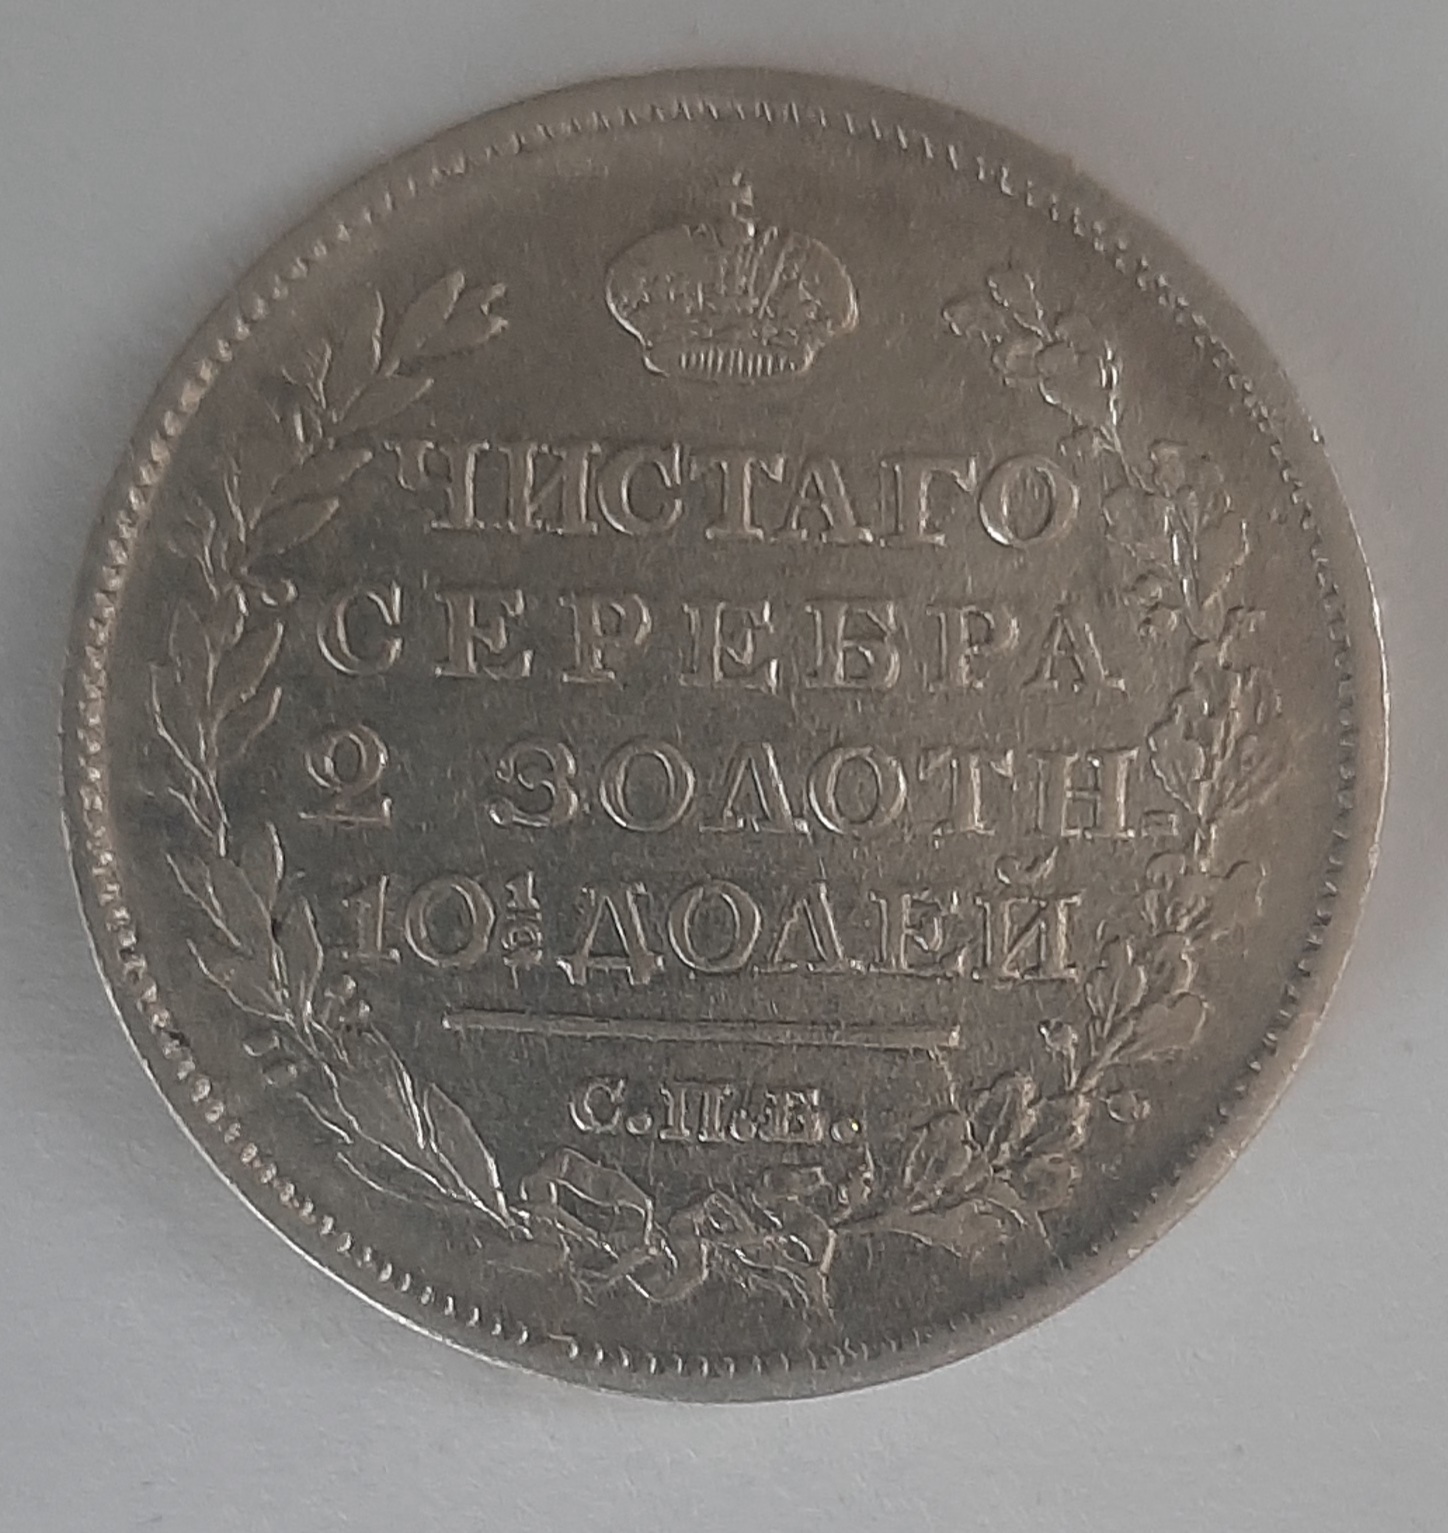 ЧИСТАГО
СЕРЕБРА
2 ЗОЛОТН.
10½ ДОЛЕЙ
С.П.Б.